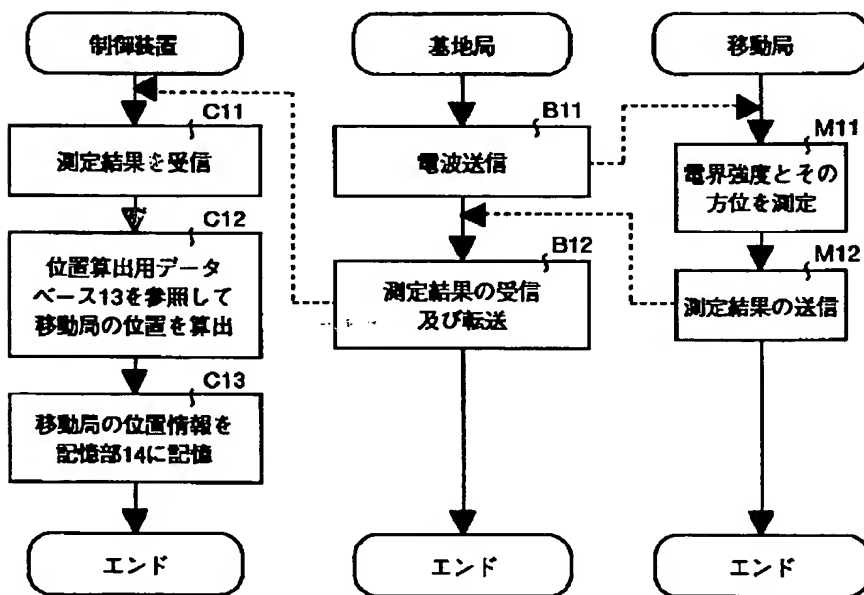 制御装置
C11
測定結果を受信
C12
位置算出用データ
ベース13を参照して
移動局の位置を算出
C13
移動局の位置情報を
記憶部14に記憶
エンド
基地局
B11
電波送信
B12
測定結果の受信
及び転送
エンド
移動局
M11
電界強度とその
方位を測定
M12
測定結果の送信
エンド